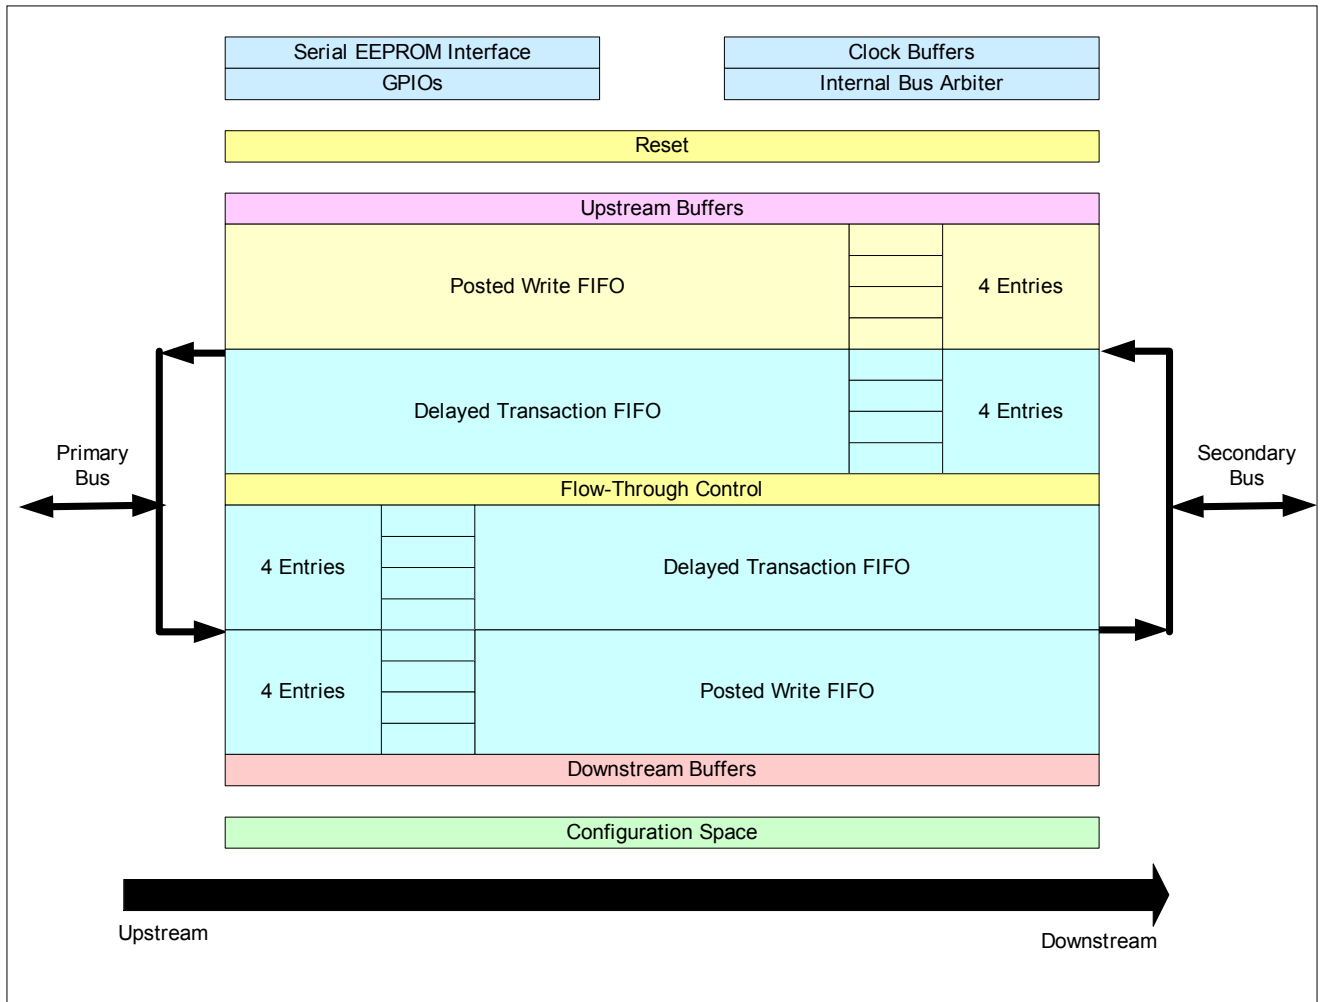 Serial EEPROM Interface
Clock Buffers
GPIOs
Internal Bus Arbiter
Reset
Upstream Buffers
Posted Write FIFO
4 Entries
Delayed Transaction FIFO
4 Entries
Primary
Bus
Secondary
Bus
Flow-Through Control
4 Entries
Delayed Transaction FIFO
4 Entries
Posted Write FIFO
Downstream Buffers
Configuration Space
Upstream
Downstream